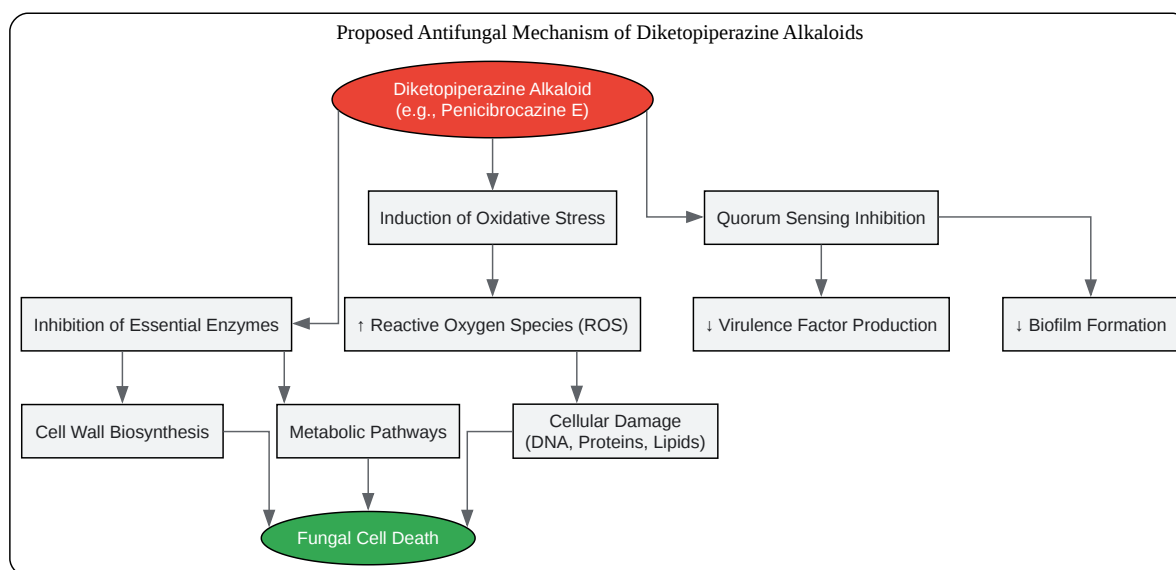 Proposed Antifungal Mechanism of Diketopiperazine Alkaloids
Diketopiperazine Alkaloid
(e.g., Penicibrocazine E)
Induction of Oxidative Stress
Quorum Sensing Inhibition
Inhibition of Essential Enzymes
↑ Reactive Oxygen Species (ROS)
↓ Virulence Factor Production
↓ Biofilm Formation
Cell Wall Biosynthesis
Metabolic Pathways
Cellular Damage
(DNA, Proteins, Lipids)
Fungal Cell Death